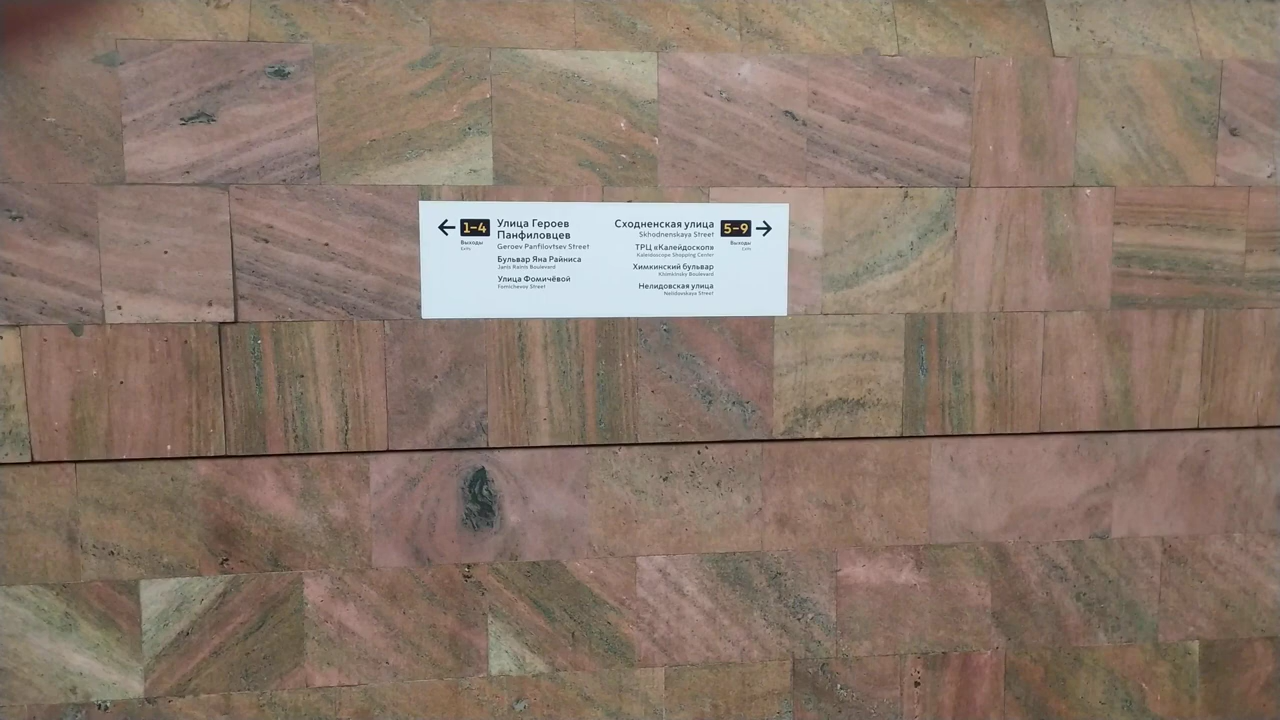 ← 1–4 Улица Героев
Панфиловцев
Выходы
Exits
Geroev Panfilovtsev Street
Бульвар Яна Райниса
Janis Rainis Boulevard
Улица Фомичёвой
Fomichevoy Street
Сходненская улица 5–9 →
Skhodnenskaya Street
Выходы
Exits
ТРЦ «Калейдоскоп»
Kaleidoscope Shopping Center
Химкинский бульвар
Khimkinsky Boulevard
Нелидовская улица
Nelidovskaya Street